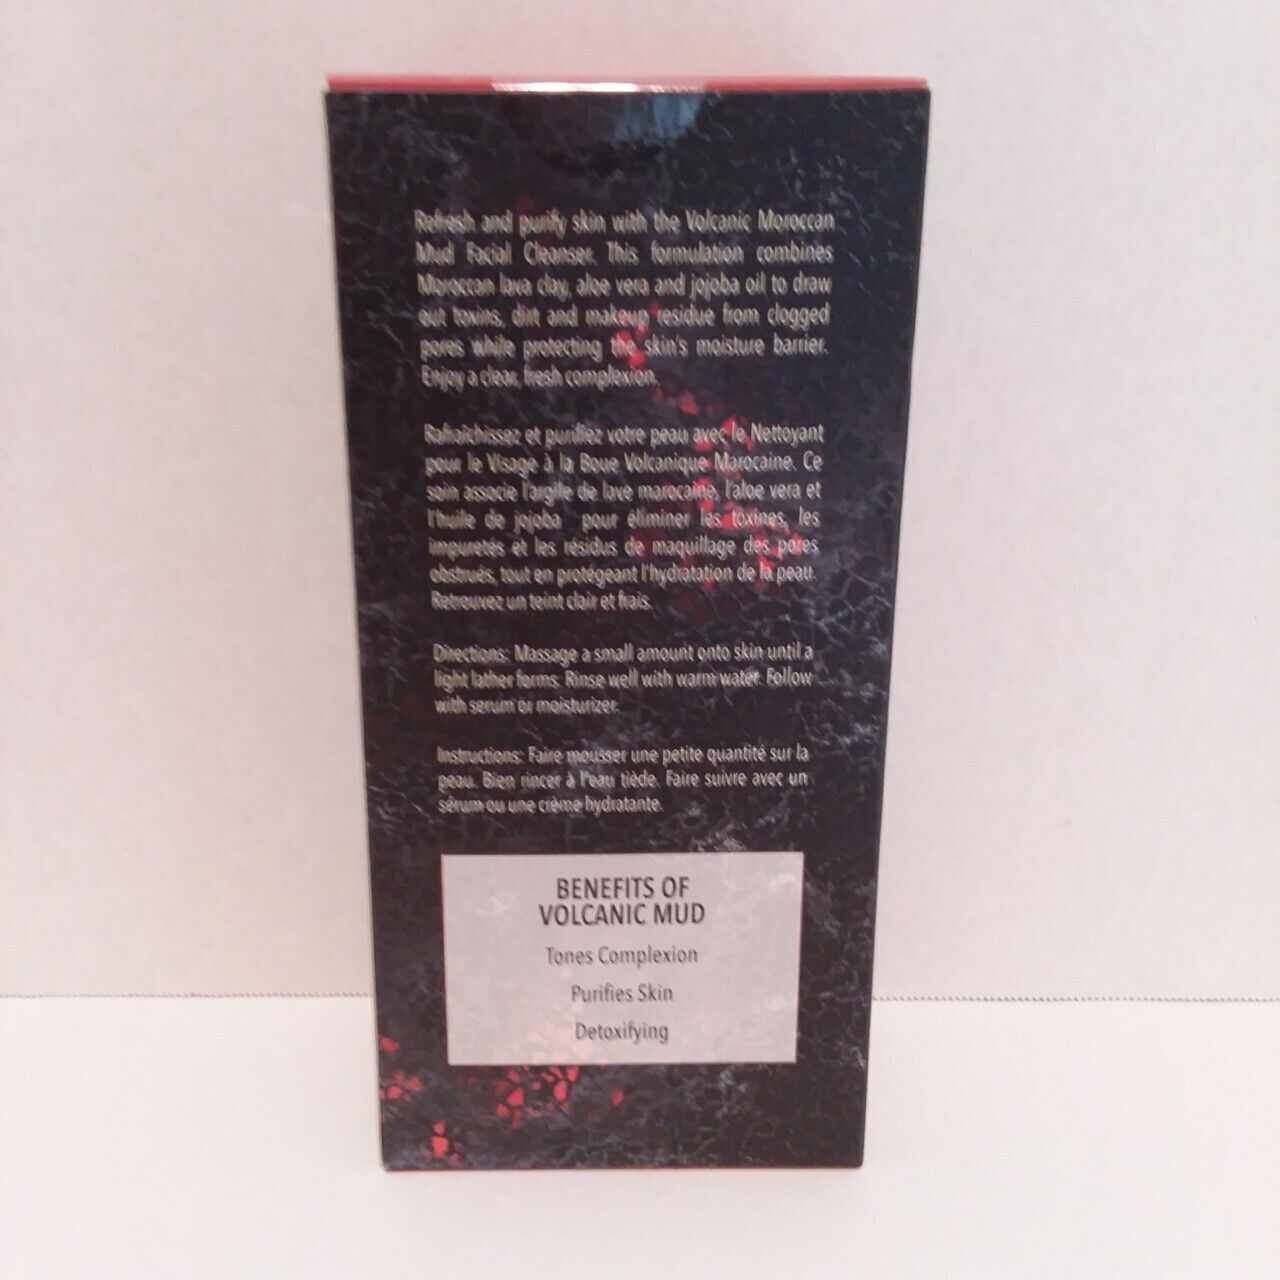 Refresh and purify skin with the Volcanic Moroccan
Mud Facial Cleanser. This formulation combines
Moroccan lava clay, aloe vera and jojoba oil to draw
out toxins, dirt and makeup residue from clogged
pores while protecting the skin's moisture barrier.
Enjoy a clear, fresh complexion.
Rafraîchissez et purifiez votre peau avec le Nettoyant
pour le Visage à la Boue Volcanique Marocaine. Ce
soin associe l'argile de lave marocaine, l'aloe vera et
l'huile de jojoba pour éliminer les toxines, les
impuretés et les résidus de maquillage des pores
obstrués, tout en protégeant l'hydratation de la peau.
Retrouvez un teint clair et frais.
Directions: Massage a small amount onto skin until a
light lather forms. Rinse well with warm water. Follow
with serum or moisturizer.
Instructions: Faire mousser une petite quantité sur la
peau. Bien rincer à l'eau tiède. Faire suivre avec un
sérum ou une crème hydratante.
BENEFITS OF
VOLCANIC MUD
Tones Complexion
Purifies Skin
Detoxifying